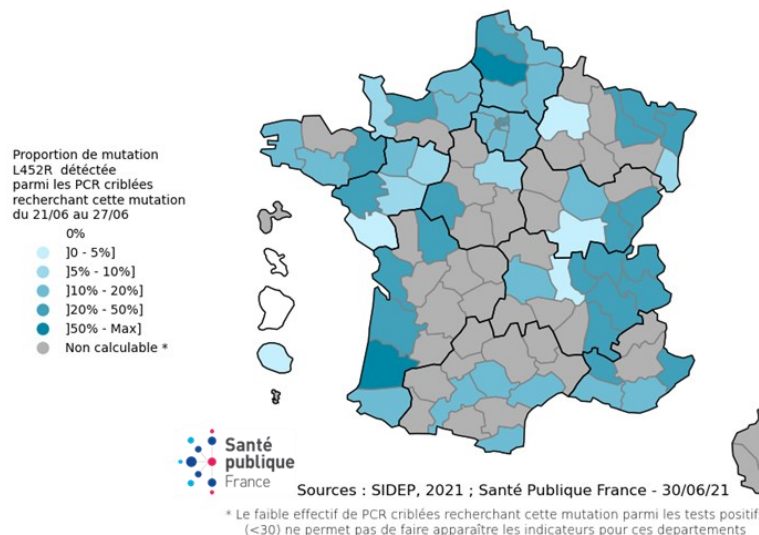 Proportion de mutation
L452R détéctée
parmi les PCR criblées
recherchant cette mutation
du 21/06 au 27/06
0%
]0 - 5%]
]5% - 10%]
]10% - 20%]
]20% - 50%]
]50% - Max]
Non calculable *
Santé
publique
France
Sources : SIDEP, 2021 ; Santé Publique France - 30/06/21
* Le faible effectif de PCR criblées recherchant cette mutation parmi les tests positif
(<30) ne permet pas de faire apparaître les indicateurs pour ces departements